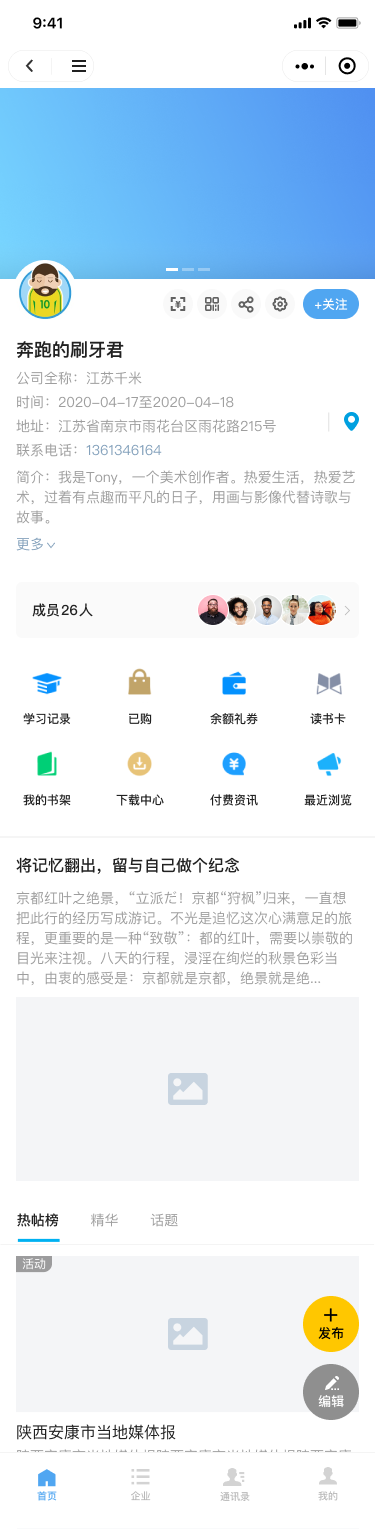 9:41
+关注
10
奔跑的刷牙君
公司全称：江苏千米
时间：2020-04-17至2020-04-18
地址：江苏省南京市雨花台区雨花路215号
联系电话：1361346164
简介：我是Tony，一个美术创作者。热爱生活，热爱艺
术，过着有点趣而平凡的日子，用画与影像代替诗歌与
故事。
更多
成员26人
学习记录 已购 余额礼券 读书卡
我的书架 下载中心 付费资讯 最近浏览
将记忆翻出，留与自己做个纪念
京都红叶之绝景，“立派だ！京都“狩枫”归来，一直想
把此行的经历写成游记。不光是追忆这次心满意足的旅
程，更重要的是一种“致敬”：都的红叶，需要以崇敬的
目光来注视。八天的行程，浸淫在绚烂的秋景色彩当
中，由衷的感受是：京都就是京都，绝景就是绝...
热帖榜 精华 话题
活动
发布
编辑
陕西安康市当地媒体报
首页 企业 通讯录 我的